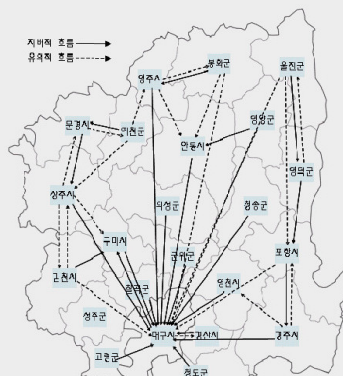 지배적 흐름
유의적 흐름
영주시
봉화군
울진군
문경시
예천군
안동시
영양군
영덕군
상주시
의성군
청송군
구미시
군위군
포항시
김천시
칠곡군
영천시
성주군
대구시
경산시
경주시
고령군
청도군